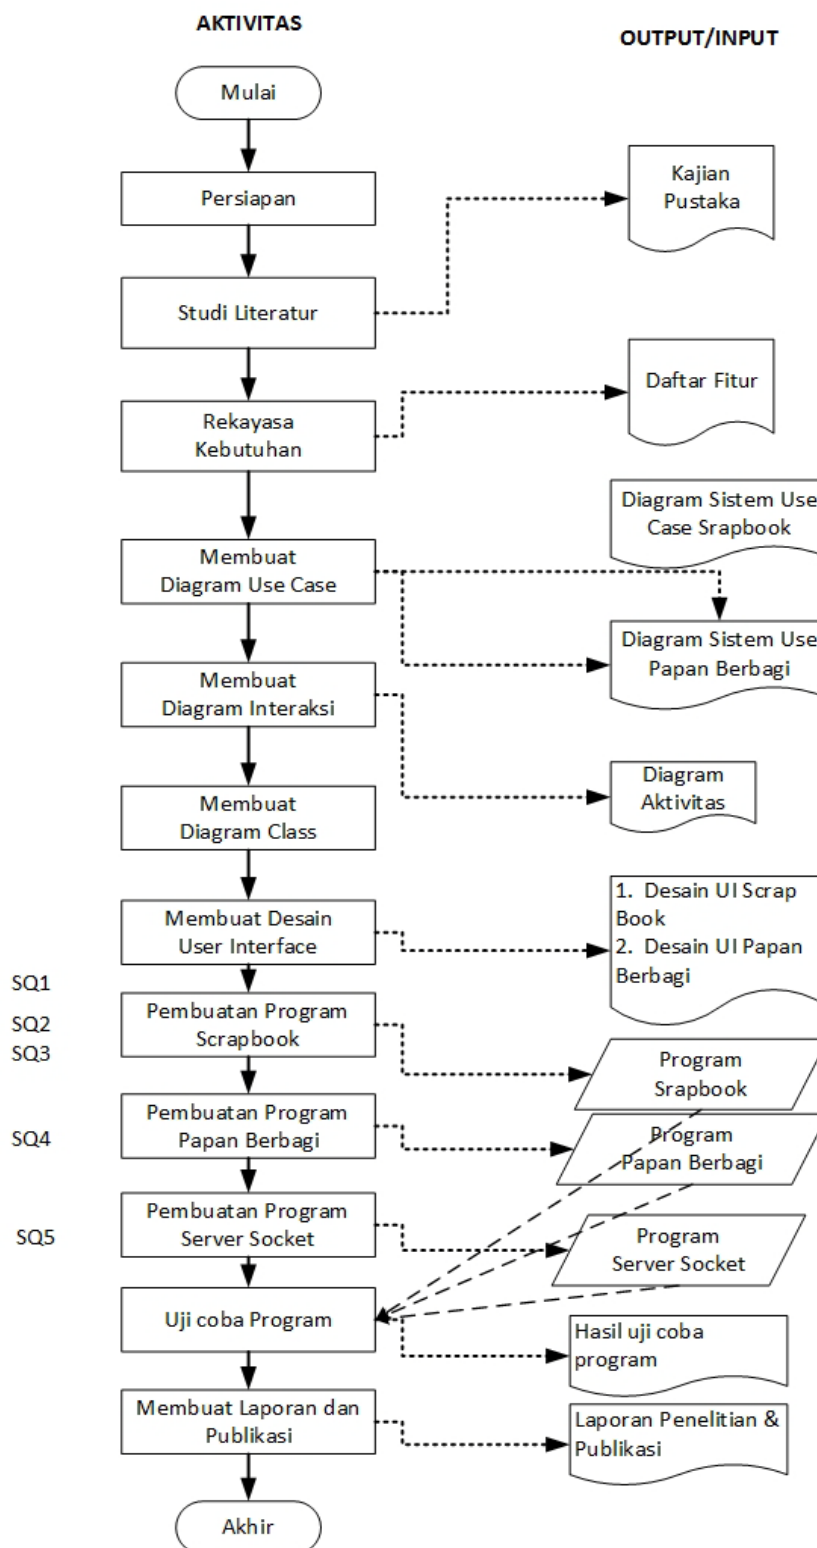 AKTIVITAS
OUTPUT/INPUT
Mulai
Persiapan
Kajian
Pustaka
Studi Literatur
Daftar Fitur
Rekayasa
Kebutuhan
Diagram Sistem Use
Case Srapbook
Membuat
Diagram Use Case
Diagram Sistem Use
Papan Berbagi
Membuat
Diagram Interaksi
Diagram
Aktivitas
Membuat
Diagram Class
1. Desain UI Scrap
Book
2. Desain UI Papan
Berbagi
Membuat Desain
User Interface
SQ1
SQ2
SQ3
Pembuatan Program
Scrapbook
Program
Srapbook
SQ4
Pembuatan Program
Papan Berbagi
Program
Papan Berbagi
SQ5
Pembuatan Program
Server Socket
Program
Server Socket
Uji coba Program
Hasil uji coba
program
Membuat Laporan dan
Publikasi
Laporan Penelitian &
Publikasi
Akhir